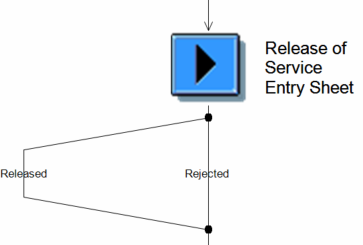 Release of
Service
Entry Sheet
Released
Rejected